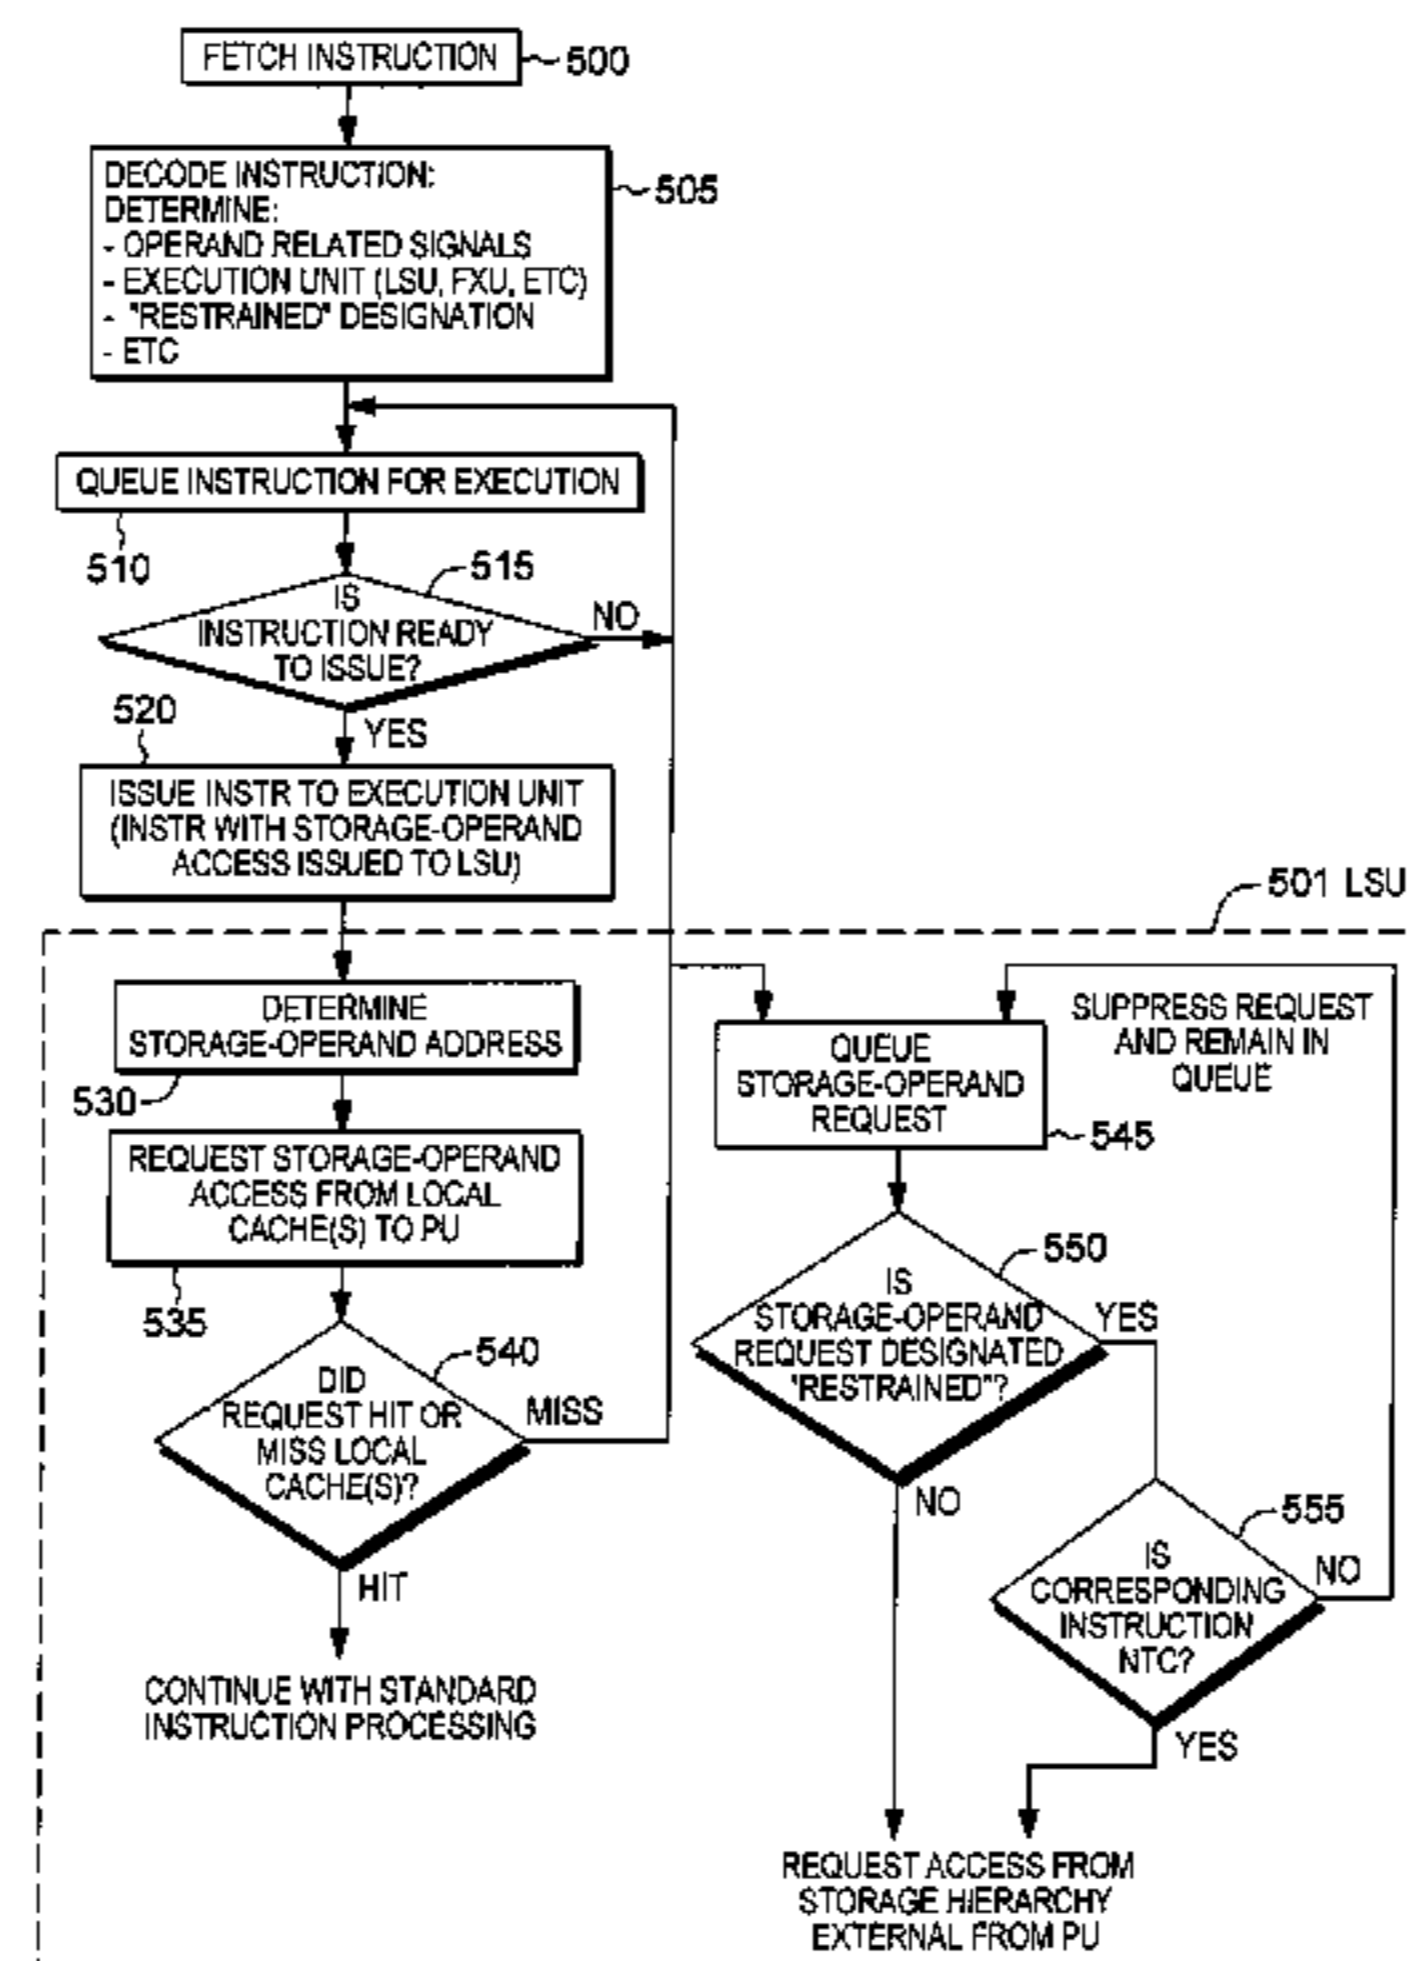 FETCH INSTRUCTION
500
DECODE INSTRUCTION:
DETERMINE:
- OPERAND RELATED SIGNALS
- EXECUTION UNIT (LSU, FXU, ETC)
- "RESTRAINED" DESIGNATION
- ETC
505
QUEUE INSTRUCTION FOR EXECUTION
510
515
IS
INSTRUCTION READY
TO ISSUE?
NO
YES
520
ISSUE INSTR TO EXECUTION UNIT
(INSTR WITH STORAGE-OPERAND
ACCESS ISSUED TO LSU)
501 LSU
DETERMINE
STORAGE-OPERAND ADDRESS
530
REQUEST STORAGE-OPERAND
ACCESS FROM LOCAL
CACHE(S) TO PU
535
540
DID
REQUEST HIT OR
MISS LOCAL
CACHE(S)?
MISS
HIT
CONTINUE WITH STANDARD
INSTRUCTION PROCESSING
SUPPRESS REQUEST
AND REMAIN IN
QUEUE
QUEUE
STORAGE-OPERAND
REQUEST
545
550
IS
STORAGE-OPERAND
REQUEST DESIGNATED
"RESTRAINED"?
YES
NO
555
IS
CORRESPONDING
INSTRUCTION
NTC?
NO
YES
REQUEST ACCESS FROM
STORAGE HIERARCHY
EXTERNAL FROM PU